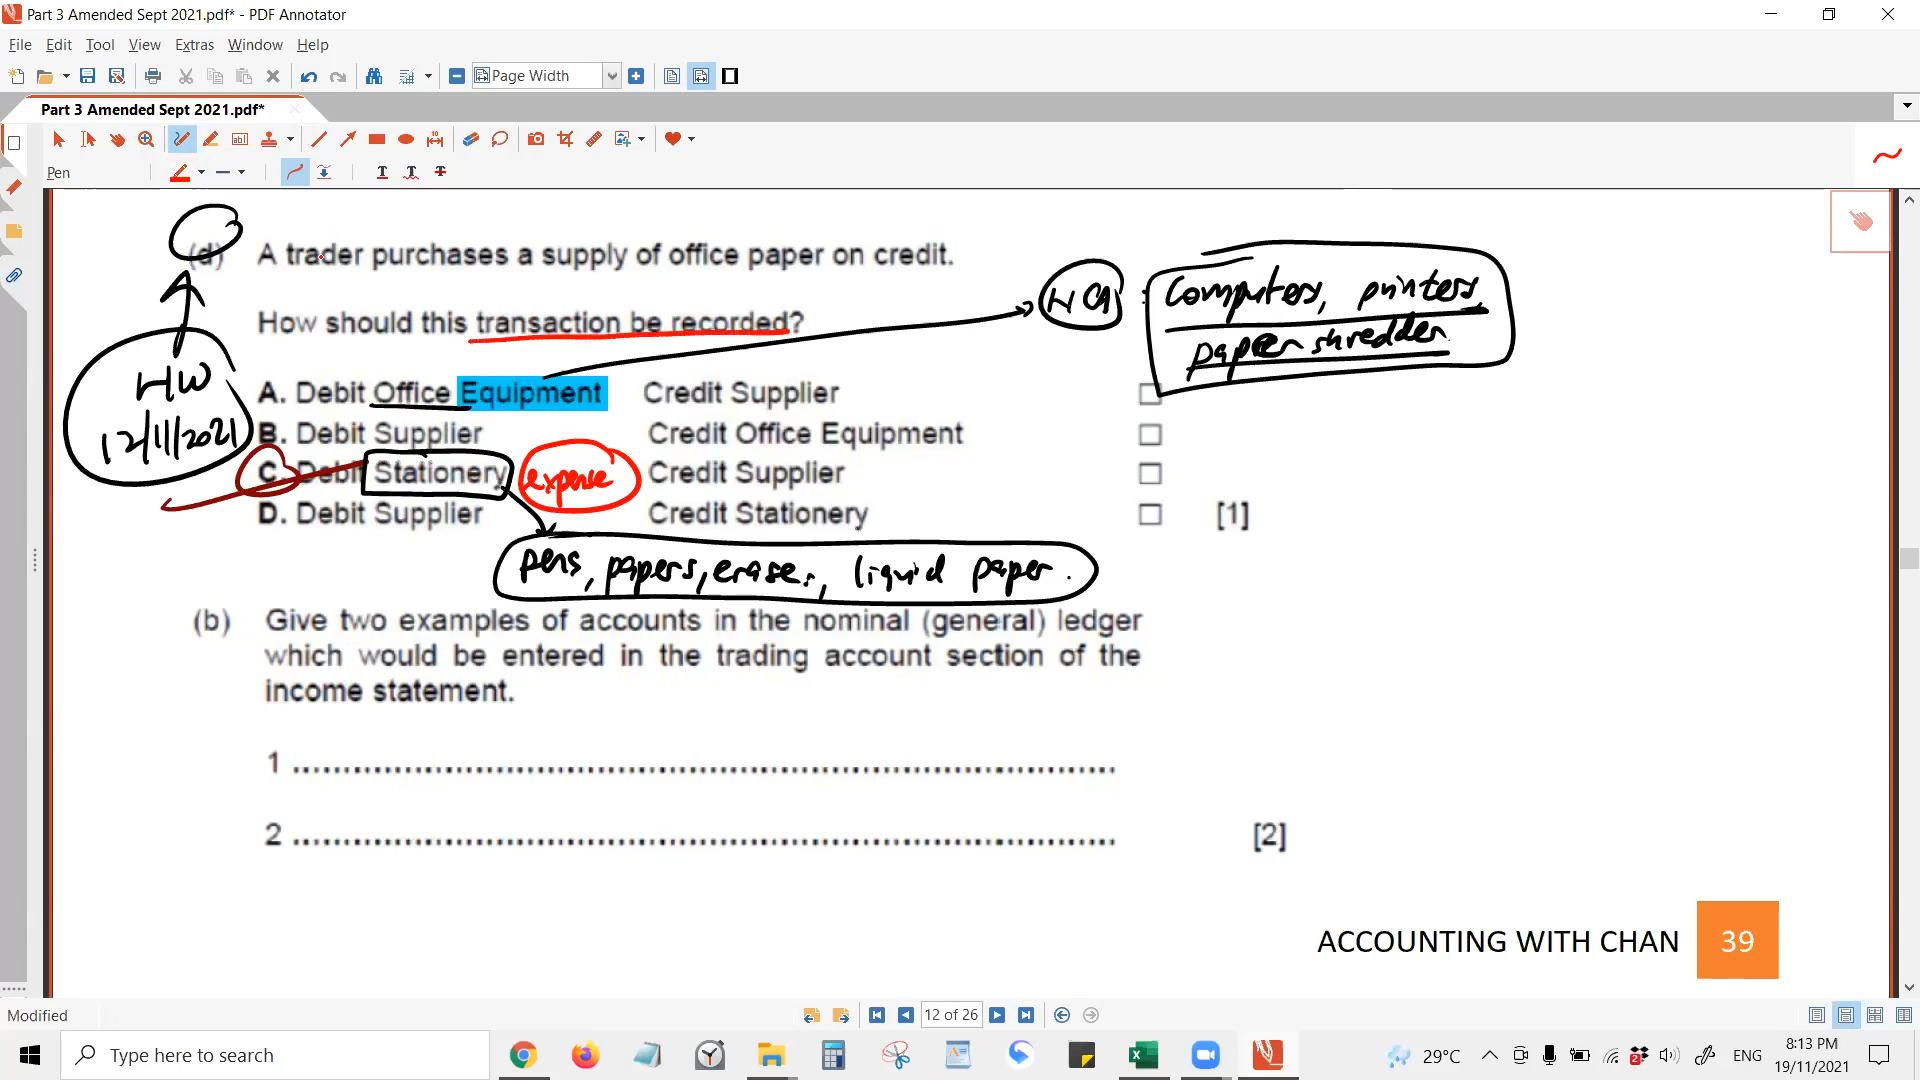 Part 3 Amended Sept 2021.pdf* - PDF Annotator
File Edit Tool View Extras Window Help
Page Width
Part 3 Amended Sept 2021.pdf*
Pen
(d) A trader purchases a supply of office paper on credit.
How should this transaction be recorded?
NCA : Computers, printers,
paper shredder
HW
12/11/2021
A. Debit Office Equipment Credit Supplier
B. Debit Supplier Credit Office Equipment
C. Debit Stationery expense Credit Supplier
D. Debit Supplier Credit Stationery [1]
pens, papers, eraser, liquid paper.
(b) Give two examples of accounts in the nominal (general) ledger
which would be entered in the trading account section of the
income statement.
1 ........................................................................
2 ........................................................................ [2]
ACCOUNTING WITH CHAN 39
Modified 12 of 26
Type here to search
29°C ENG 8:13 PM
19/11/2021